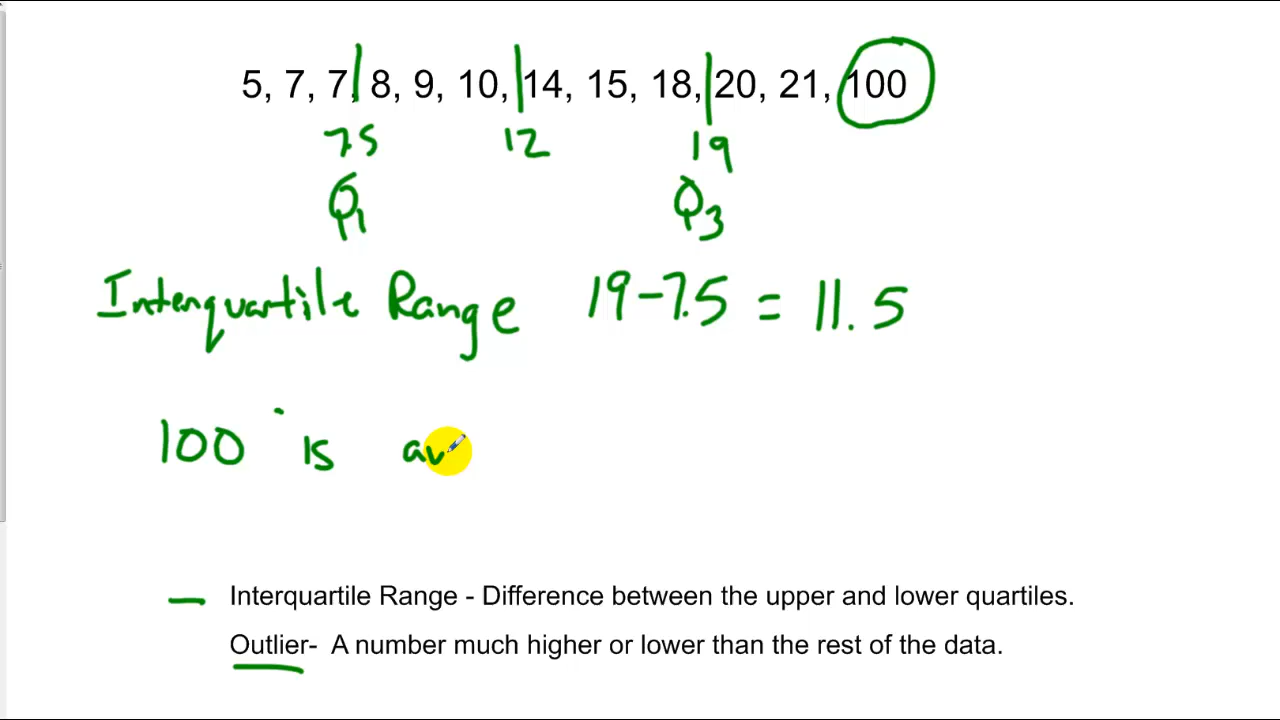 5, 7, 7, 8, 9, 10, 14, 15, 18, 20, 21, 100
7.5 12 19
Q1 Q3
Interquartile Range 19-7.5 = 11.5
100 is
Interquartile Range - Difference between the upper and lower quartiles.
Outlier- A number much higher or lower than the rest of the data.